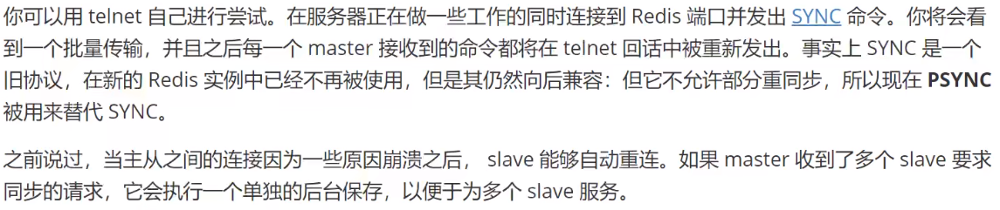 你可以用 telnet 自己进行尝试。在服务器正在做一些工作的同时连接到 Redis 端口并发出 SYNC 命令。你将会看
到一个批量传输，并且之后每一个 master 接收到的命令都将在 telnet 回话中被重新发出。事实上 SYNC 是一个
旧协议，在新的 Redis 实例中已经不再被使用，但是其仍然向后兼容：但它不允许部分重同步，所以现在 PSYNC
被用来替代 SYNC。
之前说过，当主从之间的连接因为一些原因崩溃之后， slave 能够自动重连。如果 master 收到了多个 slave 要求
同步的请求，它会执行一个单独的后台保存，以便于为多个 slave 服务。